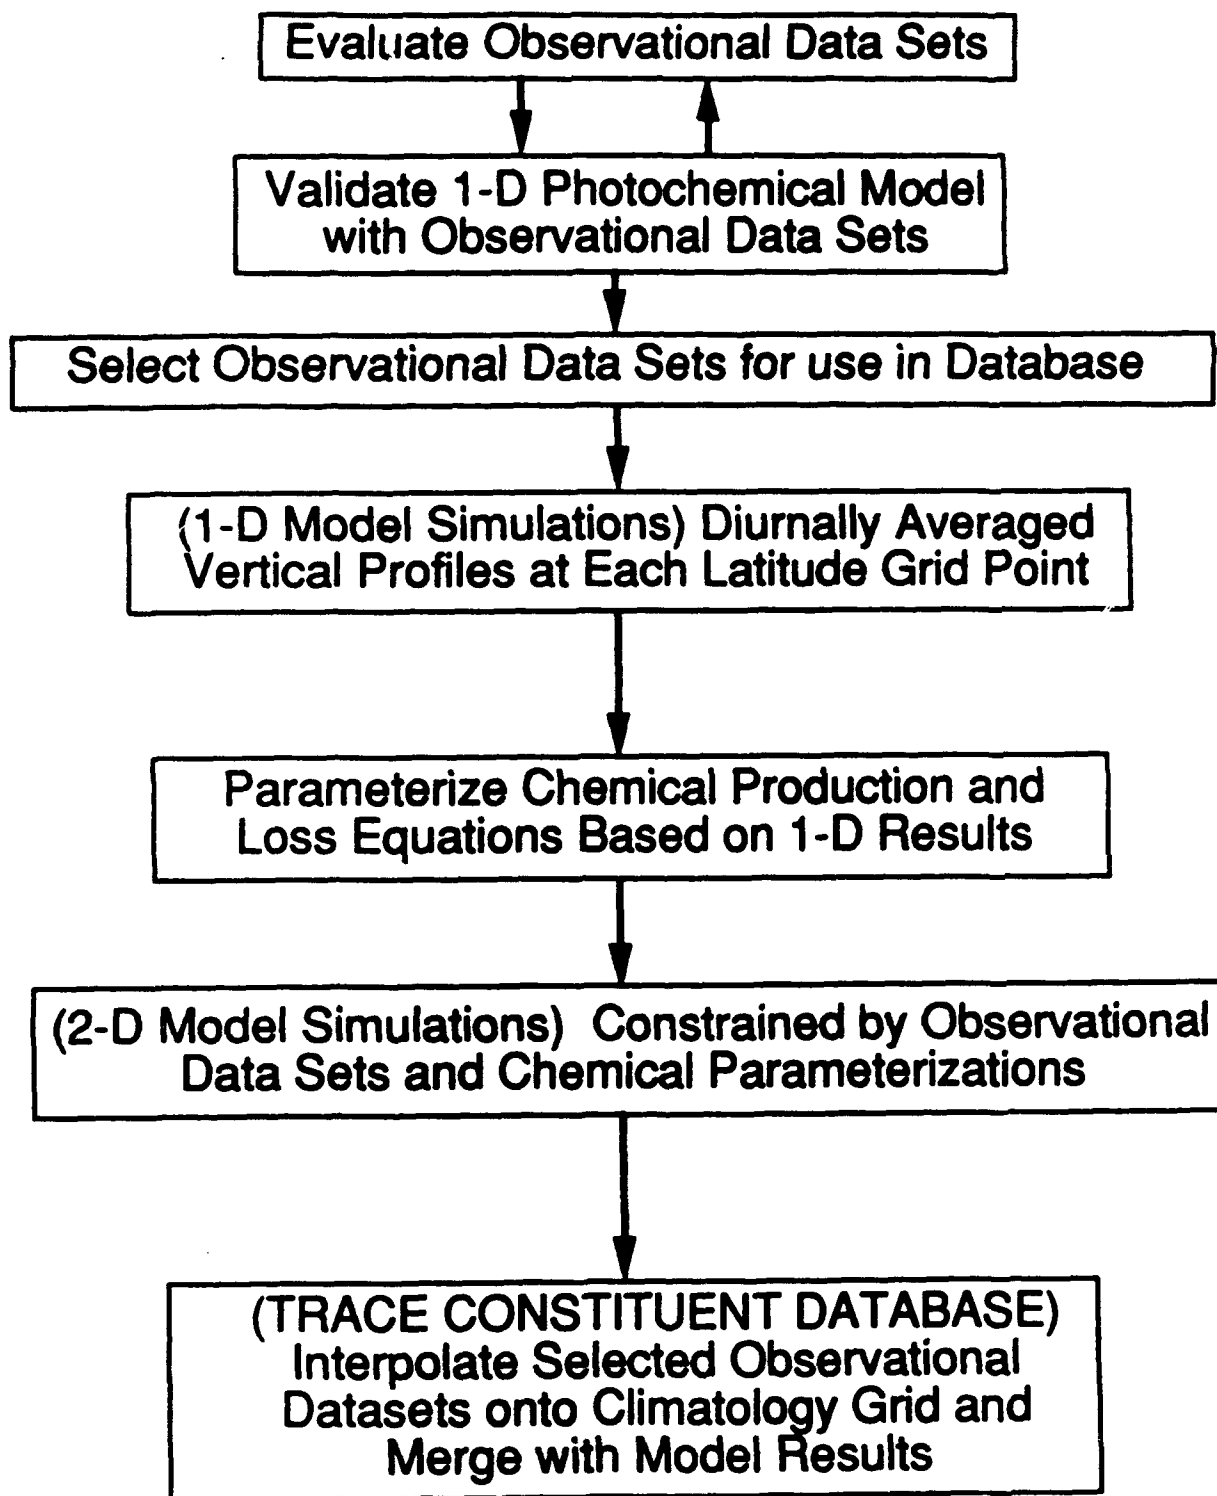 Evaluate Observational Data Sets
Validate 1-D Photochemical Model
with Observational Data Sets
Select Observational Data Sets for use in Database
(1-D Model Simulations) Diurnally Averaged
Vertical Profiles at Each Latitude Grid Point
Parameterize Chemical Production and
Loss Equations Based on 1-D Results
(2-D Model Simulations) Constrained by Observational
Data Sets and Chemical Parameterizations
(TRACE CONSTITUENT DATABASE)
Interpolate Selected Observational
Datasets onto Climatology Grid and
Merge with Model Results